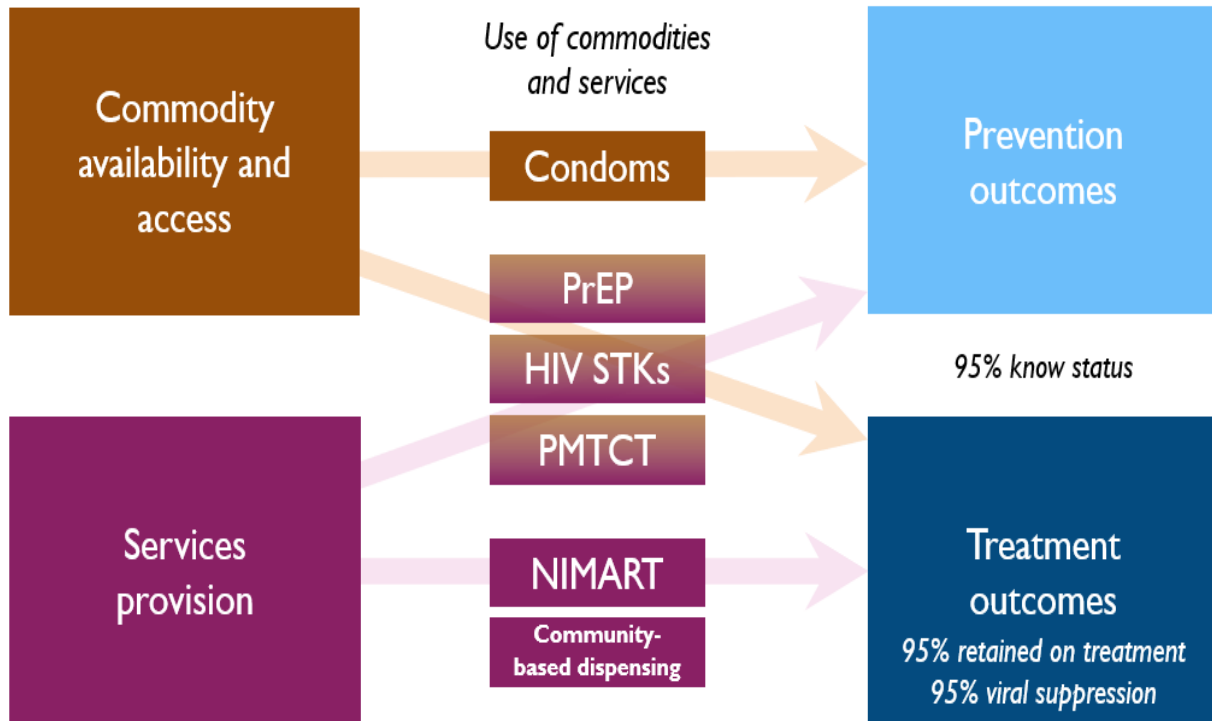 Commodity
availability and
access
Use of commodities
and services
Condoms
PrEP
HIV STKs
PMTCT
Services
provision
NIMART
Community-
based dispensing
Prevention
outcomes
95% know status
Treatment
outcomes
95% retained on treatment
95% viral suppression